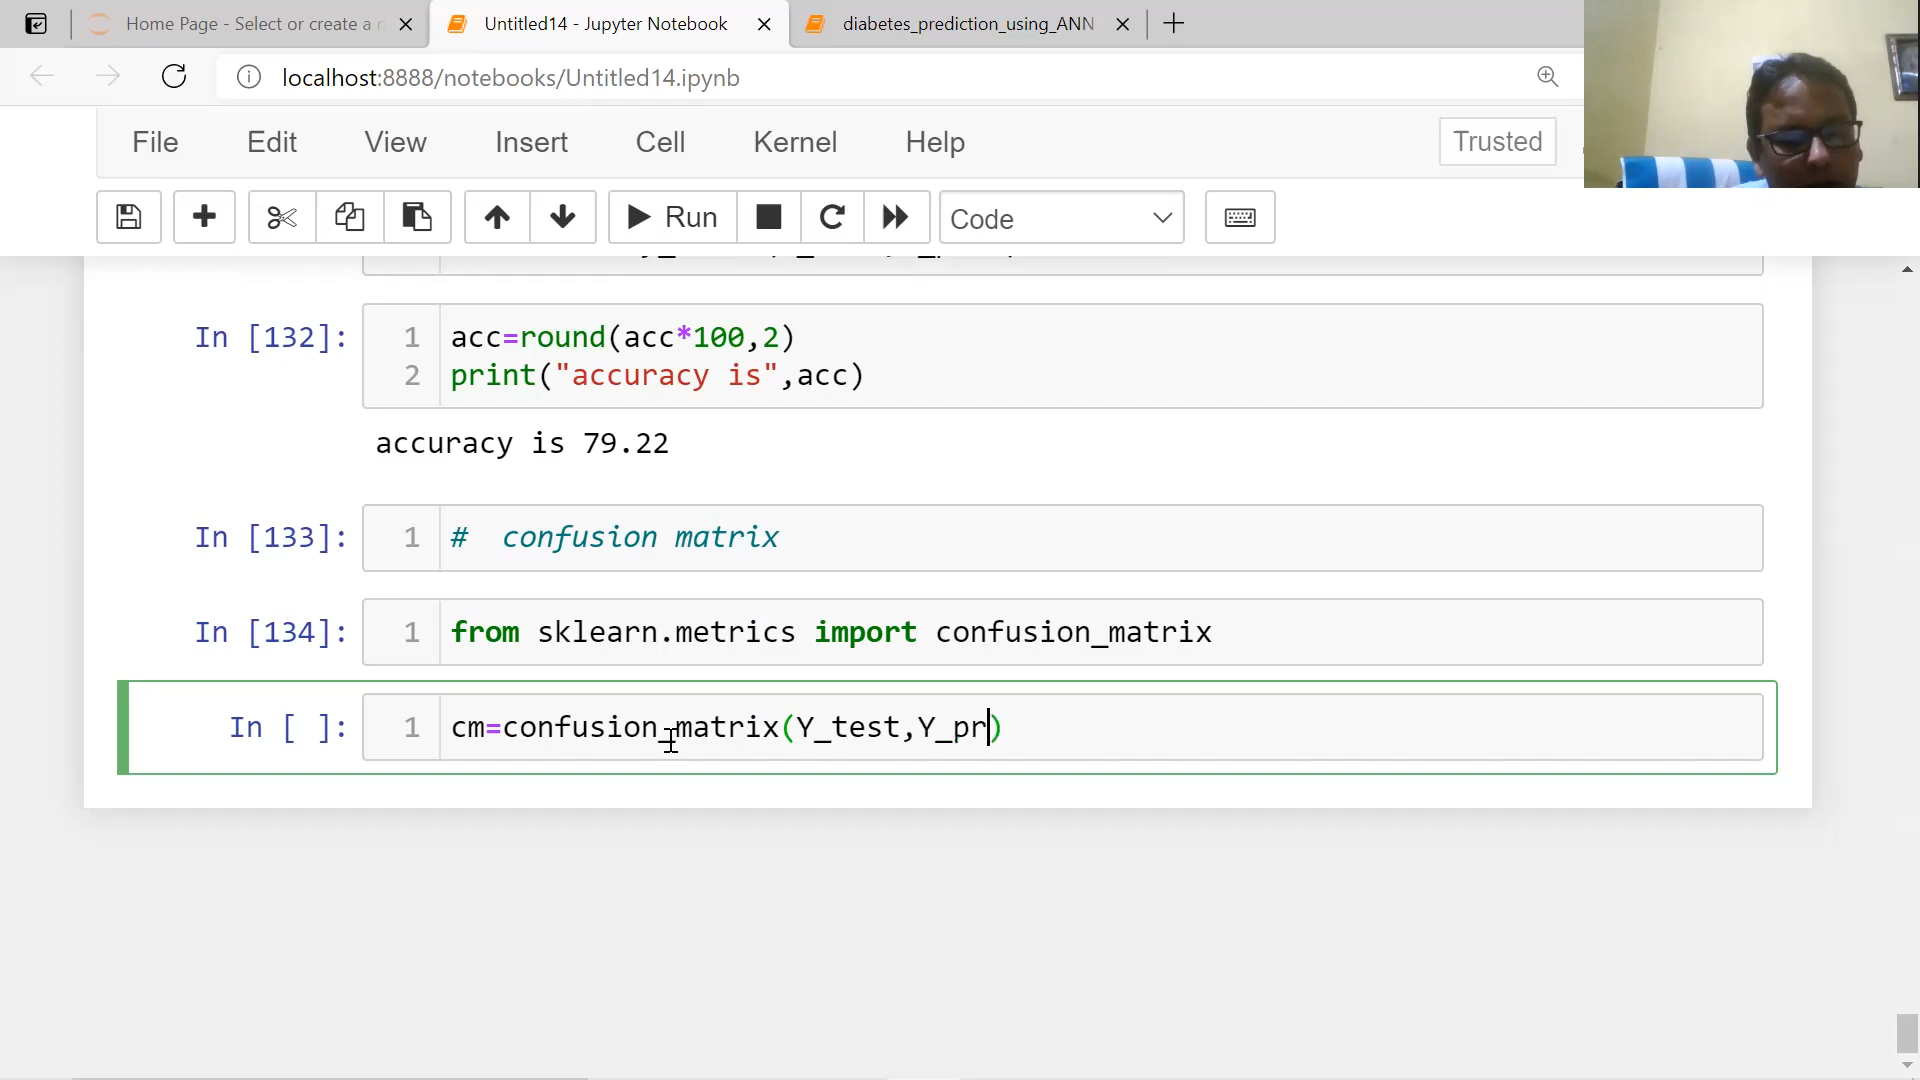 Home Page - Select or create a n
Untitled14 - Jupyter Notebook
diabetes_prediction_using_ANN
localhost:8888/notebooks/Untitled14.ipynb
File Edit View Insert Cell Kernel Help Trusted
Run Code
In [132]: 1 acc=round(acc*100,2)
2 print("accuracy is",acc)
accuracy is 79.22
In [133]: 1 # confusion matrix
In [134]: 1 from sklearn.metrics import confusion_matrix
In [ ]: 1 cm=confusion_matrix(Y_test,Y_pr)